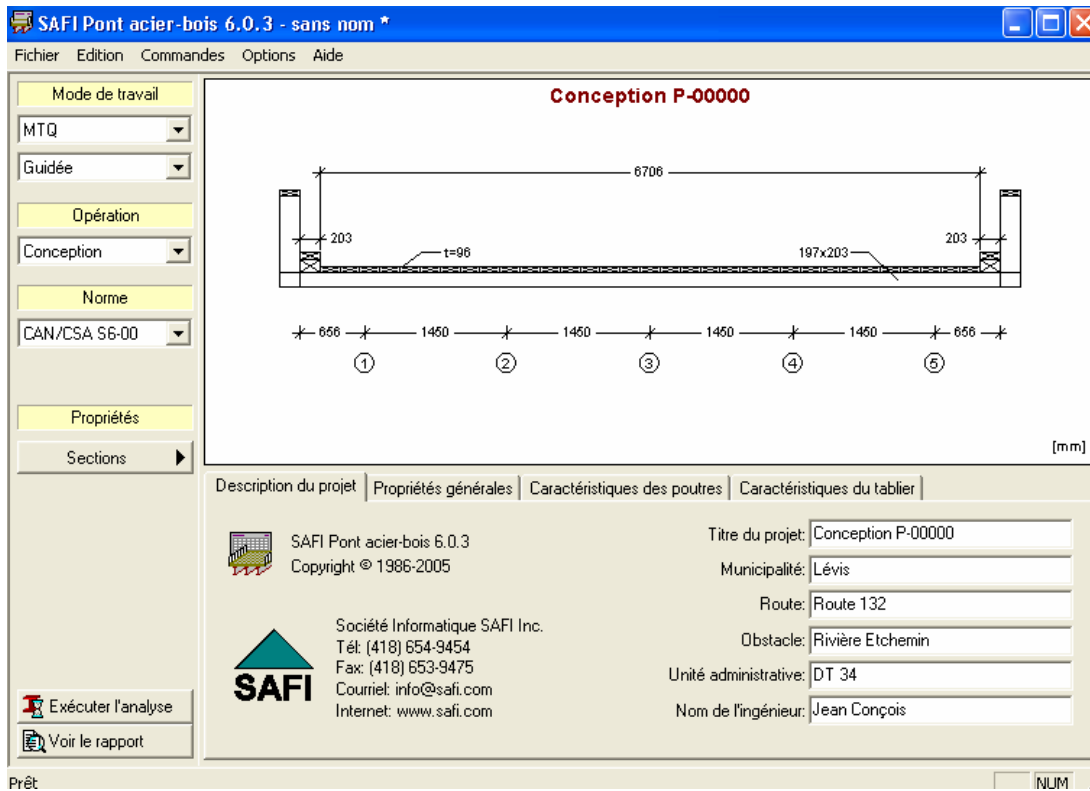 SAFI Pont acier-bois 6.0.3 - sans nom *
Fichier Edition Commandes Options Aide
Mode de travail
MTQ
Guidée
Opération
Conception
Norme
CAN/CSA S6-00
Propriétés
Sections
Exécuter l'analyse
Voir le rapport
Conception P-00000
6706
203
203
t=96
197x203
656 1450 1450 1450 1450 656
1 2 3 4 5
[mm]
Description du projet Propriétés générales Caractéristiques des poutres Caractéristiques du tablier
SAFI Pont acier-bois 6.0.3
Copyright © 1986-2005
SAFI
Société Informatique SAFI Inc.
Tél: (418) 654-9454
Fax: (418) 653-9475
Courriel: info@safi.com
Internet: www.safi.com
Titre du projet: Conception P-00000
Municipalité: Lévis
Route: Route 132
Obstacle: Rivière Etchemin
Unité administrative: DT 34
Nom de l'ingénieur: Jean Conçois
Prêt
NUM